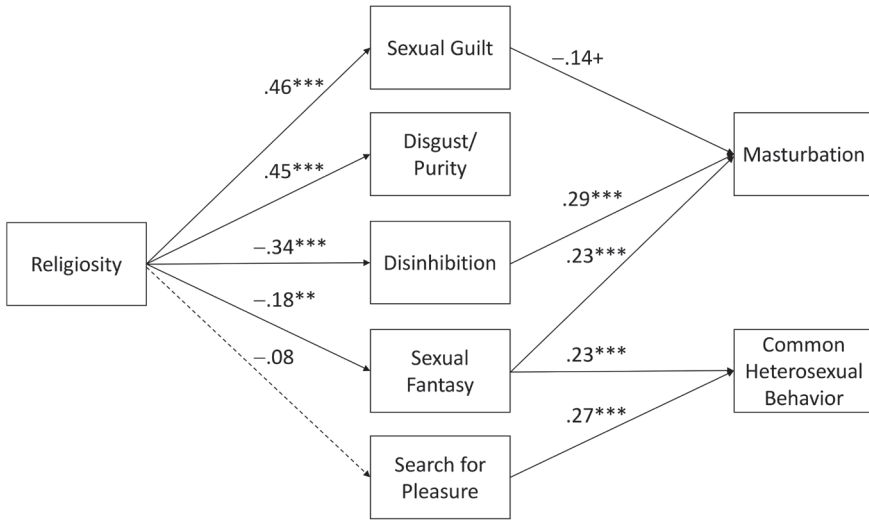 Sexual Guilt
−.14+
.46***
Disgust/
Purity
Masturbation
.45***
.29***
Religiosity
−.34***
Disinhibition
.23***
−.18**
−.08
Sexual
Fantasy
.23***
Common
Heterosexual
Behavior
.27***
Search for
Pleasure